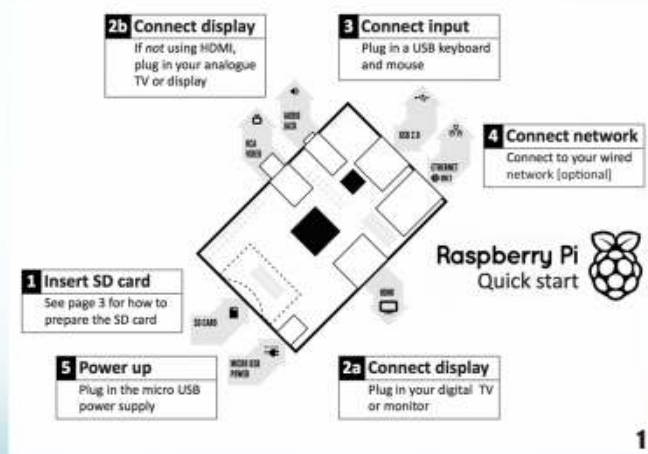 2b Connect display
If not using HDMI,
plug in your analogue
TV or display
3 Connect input
Plug in a USB keyboard
and mouse
RCA
VIDEO
AUDIO
JACK
USB 2.0
ETHERNET
4 Connect network
Connect to your wired
network [optional]
Raspberry Pi
Quick start
1 Insert SD card
See page 3 for how to
prepare the SD card
SD CARD
HDMI
5 Power up
Plug in the micro USB
power supply
MICRO USB
POWER
2a Connect display
Plug in your digital TV
or monitor
1